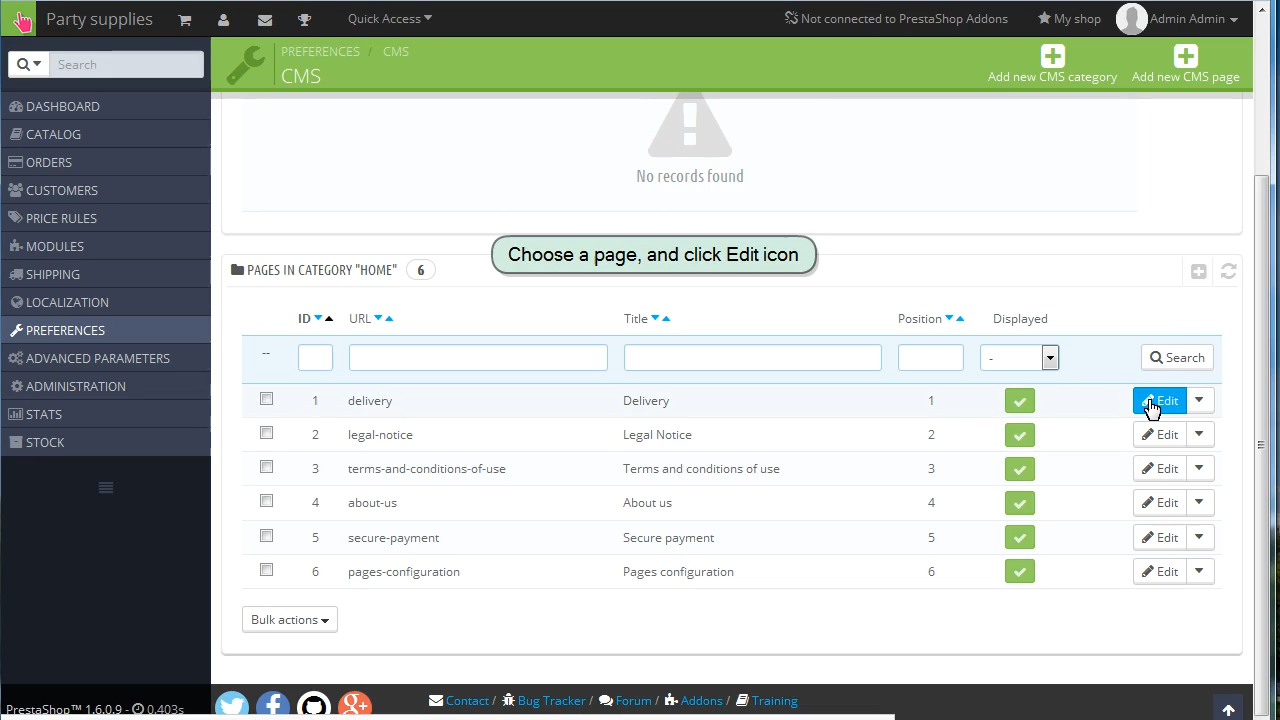 Party supplies
Quick Access
Not connected to PrestaShop Addons
My shop
Admin Admin
Search
PREFERENCES / CMS
CMS
Add new CMS category
Add new CMS page
DASHBOARD
CATALOG
ORDERS
CUSTOMERS
PRICE RULES
MODULES
SHIPPING
LOCALIZATION
PREFERENCES
ADVANCED PARAMETERS
ADMINISTRATION
STATS
STOCK
No records found
Choose a page, and click Edit icon
PAGES IN CATEGORY "HOME" 6
ID URL Title Position Displayed
-- - Search
1 delivery Delivery 1 Edit
2 legal-notice Legal Notice 2 Edit
3 terms-and-conditions-of-use Terms and conditions of use 3 Edit
4 about-us About us 4 Edit
5 secure-payment Secure payment 5 Edit
6 pages-configuration Pages configuration 6 Edit
Bulk actions
PrestaShop™ 1.6.0.9 - 0.403s
Contact / Bug Tracker / Forum / Addons / Training